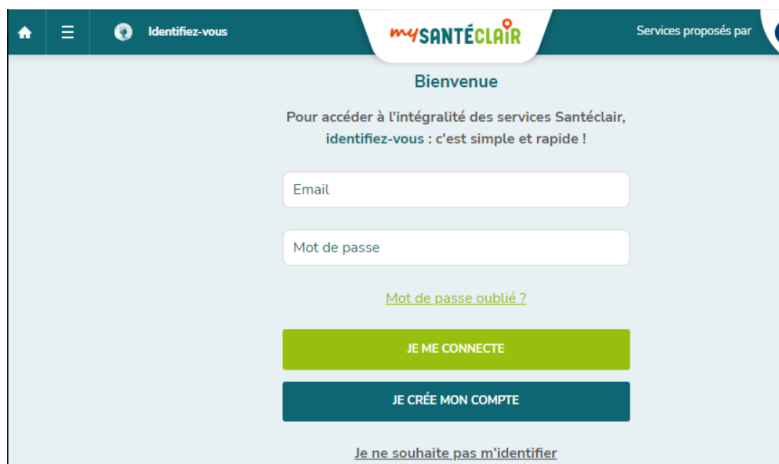 Identifiez-vous
mySANTÉCLAIR
Services proposés par
Bienvenue
Pour accéder à l'intégralité des services Santéclair,
identifiez-vous : c'est simple et rapide !
Email
Mot de passe
Mot de passe oublié ?
JE ME CONNECTE
JE CRÉE MON COMPTE
Je ne souhaite pas m'identifier